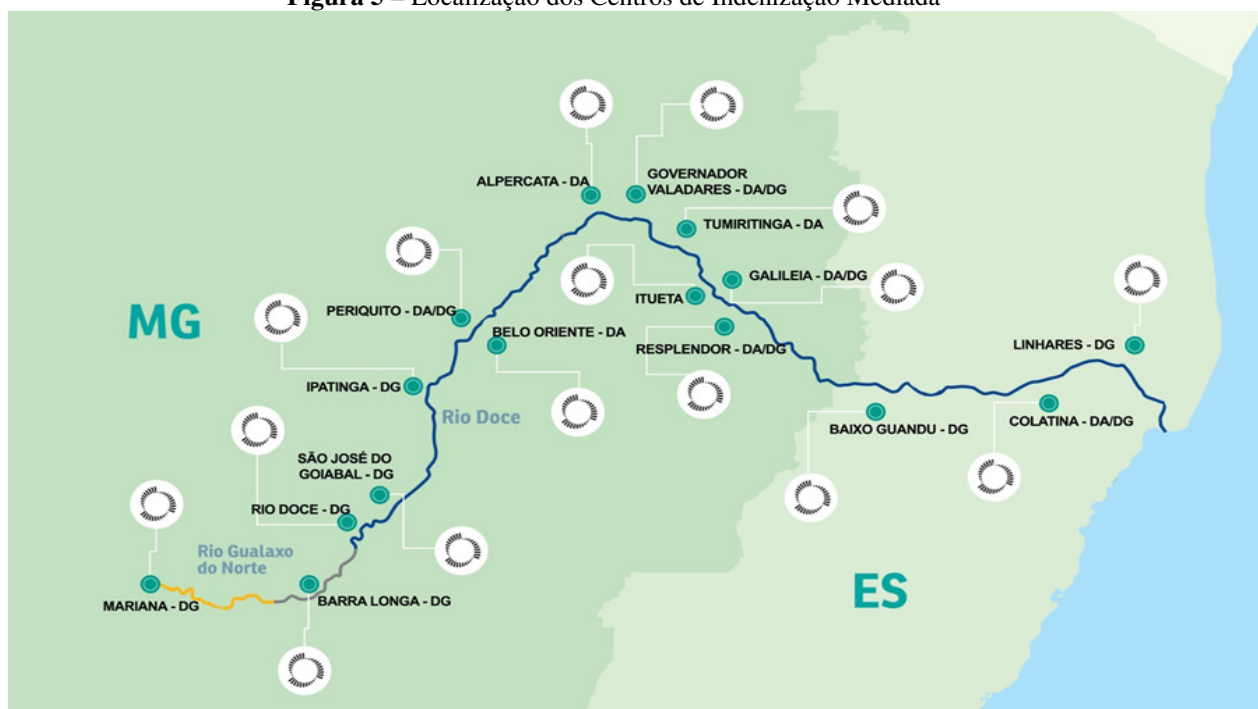 Figura 5 – Localização dos Centros de Indenização Mediada
ALPERCATA - DA
GOVERNADOR
VALADARES - DA/DG
TUMIRITINGA - DA
GALILEIA - DA/DG
ITUETA
PERIQUITO - DA/DG
BELO ORIENTE - DA
RESPLENDOR - DA/DG
LINHARES - DG
MG
IPATINGA - DG
Rio Doce
BAIXO GUANDU - DG
COLATINA - DA/DG
SÃO JOSÉ DO
GOIABAL - DG
RIO DOCE - DG
Rio Gualaxo
do Norte
MARIANA - DG
BARRA LONGA - DG
ES